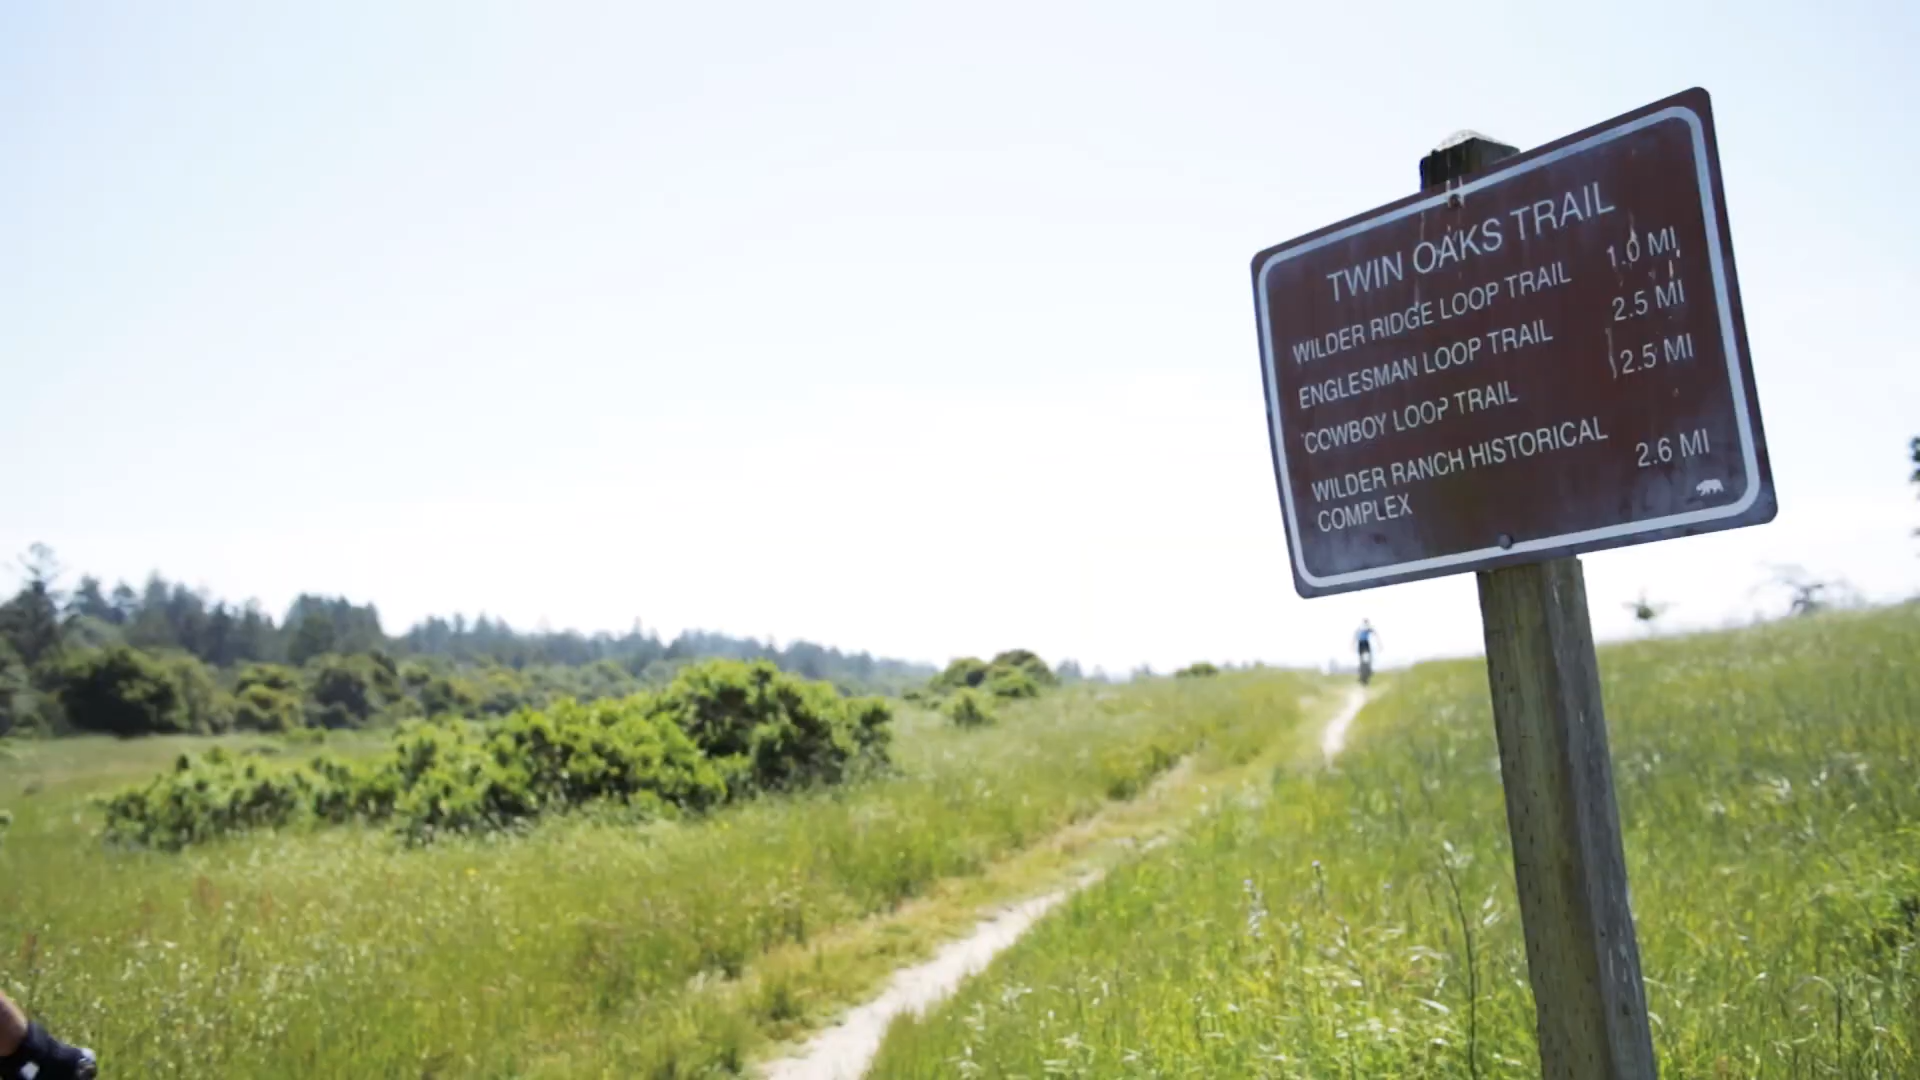 TWIN OAKS TRAIL
WILDER RIDGE LOOP TRAIL 1.0 MI
ENGLESMAN LOOP TRAIL 2.5 MI
COWBOY LOOP TRAIL 2.5 MI
WILDER RANCH HISTORICAL 2.6 MI
COMPLEX